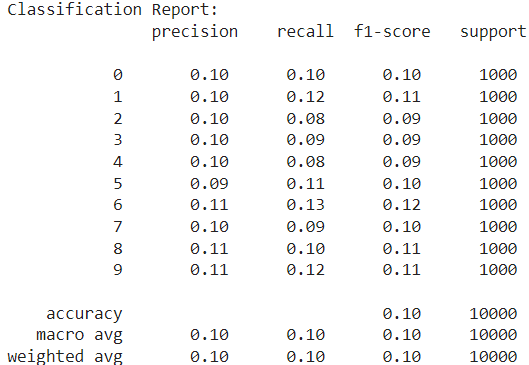 Classification Report:
precision recall f1-score support
0 0.10 0.10 0.10 1000
1 0.10 0.12 0.11 1000
2 0.10 0.08 0.09 1000
3 0.10 0.09 0.09 1000
4 0.10 0.08 0.09 1000
5 0.09 0.11 0.10 1000
6 0.11 0.13 0.12 1000
7 0.10 0.09 0.10 1000
8 0.11 0.10 0.11 1000
9 0.11 0.12 0.11 1000
accuracy 0.10 10000
macro avg 0.10 0.10 0.10 10000
weighted avg 0.10 0.10 0.10 10000